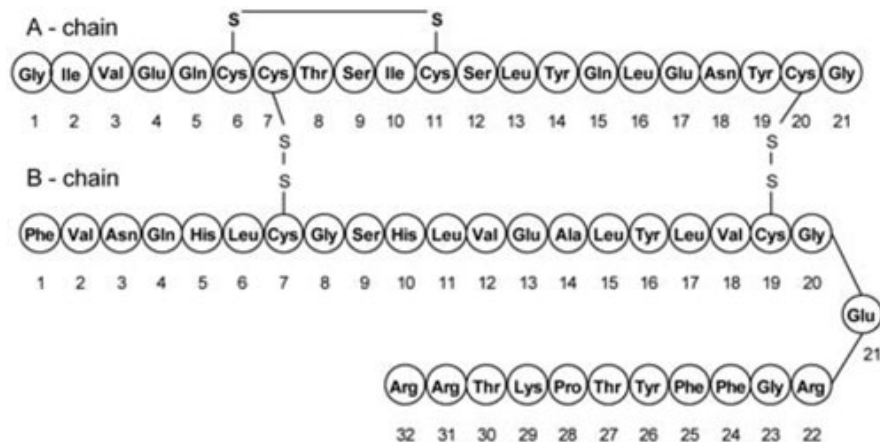 S S
A - chain
Gly Ile Val Glu Gln Cys Cys Thr Ser Ile Cys Ser Leu Tyr Gln Leu Glu Asn Tyr Cys Gly
1 2 3 4 5 6 7 8 9 10 11 12 13 14 15 16 17 18 19 20 21
S S
S S
B - chain
Phe Val Asn Gln His Leu Cys Gly Ser His Leu Val Glu Ala Leu Tyr Leu Val Cys Gly
1 2 3 4 5 6 7 8 9 10 11 12 13 14 15 16 17 18 19 20
Glu
21
Arg Arg Thr Lys Pro Thr Tyr Phe Phe Gly Arg
32 31 30 29 28 27 26 25 24 23 22